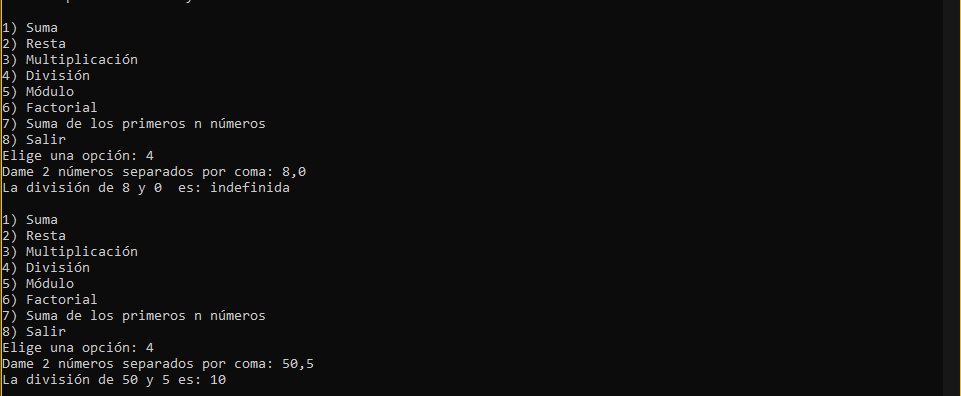 1) Suma
2) Resta
3) Multiplicación
4) División
5) Módulo
6) Factorial
7) Suma de los primeros n números
8) Salir
Elige una opción: 4
Dame 2 números separados por coma: 8,0
La división de 8 y 0  es: indefinida

1) Suma
2) Resta
3) Multiplicación
4) División
5) Módulo
6) Factorial
7) Suma de los primeros n números
8) Salir
Elige una opción: 4
Dame 2 números separados por coma: 50,5
La división de 50 y 5 es: 10